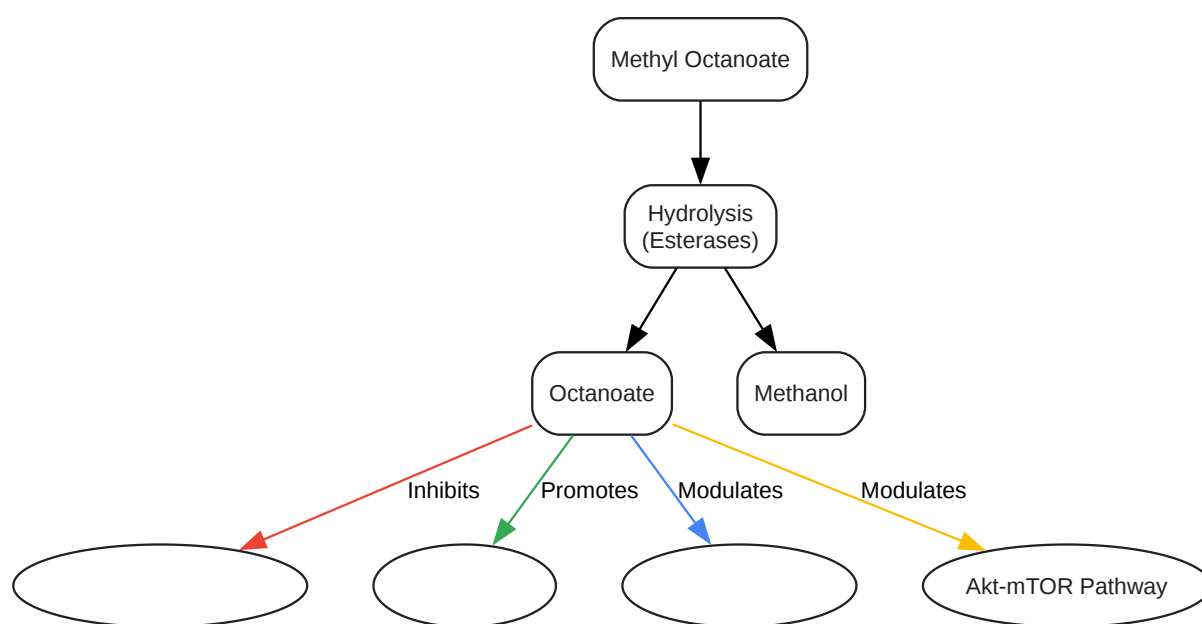 Methyl Octanoate
Hydrolysis
(Esterases)
Octanoate
Methanol
Inhibits
Promotes
Modulates
Modulates
Akt-mTOR Pathway